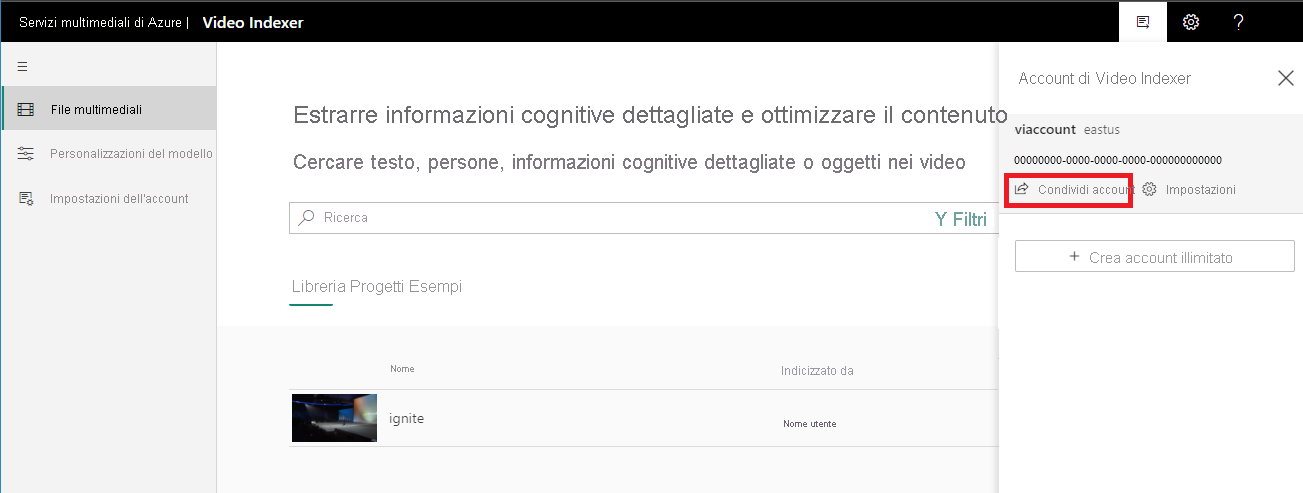 Servizi multimediali di Azure | Video Indexer
?
File multimediali
Personalizzazioni del modello
Impostazioni dell'account
Estrarre informazioni cognitive dettagliate e ottimizzare il contenuto
Cercare testo, persone, informazioni cognitive dettagliate o oggetti nei video
Ricerca
Y Filtri
Libreria Progetti Esempi
Nome
Indicizzato da
ignite
Nome utente
Account di Video Indexer
viaccount eastus
00000000-0000-0000-0000-000000000000
Condividi account
Impostazioni
+ Crea account illimitato